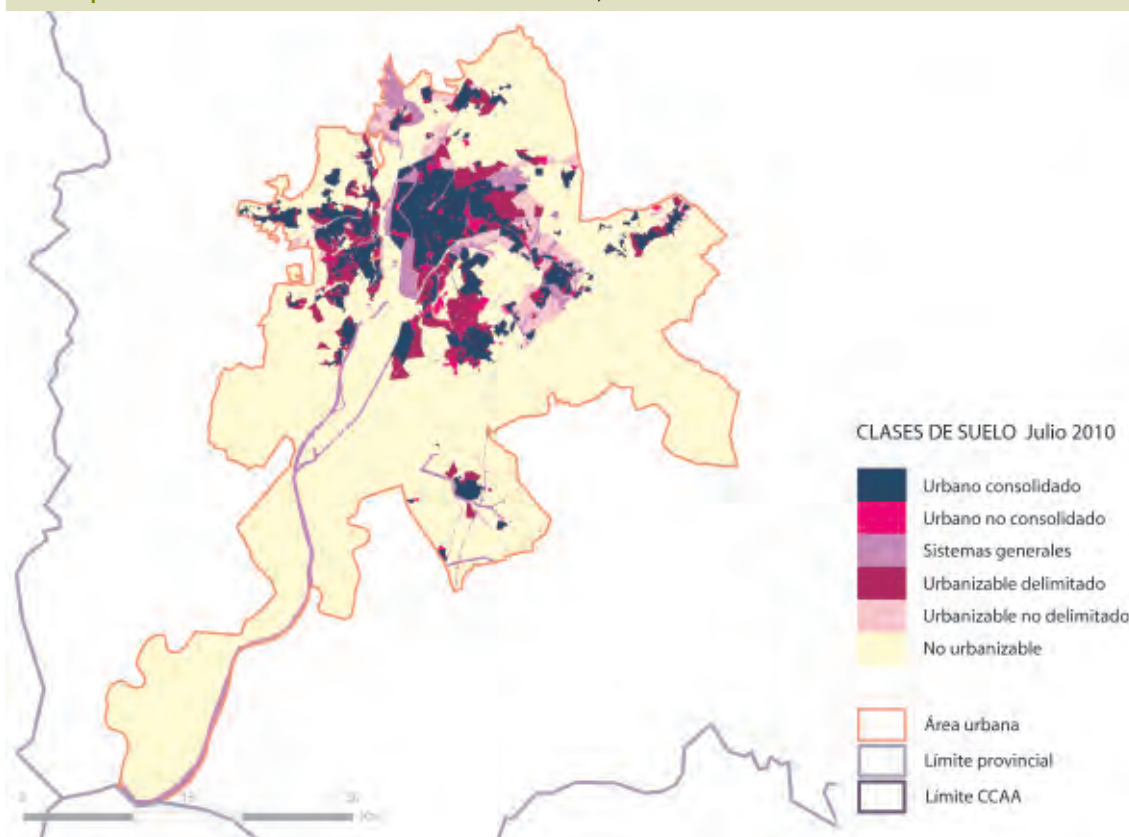 CLASES DE SUELO Julio 2010
Urbano consolidado
Urbano no consolidado
Sistemas generales
Urbanizable delimitado
Urbanizable no delimitado
No urbanizable
Área urbana
Límite provincial
Límite CCAA